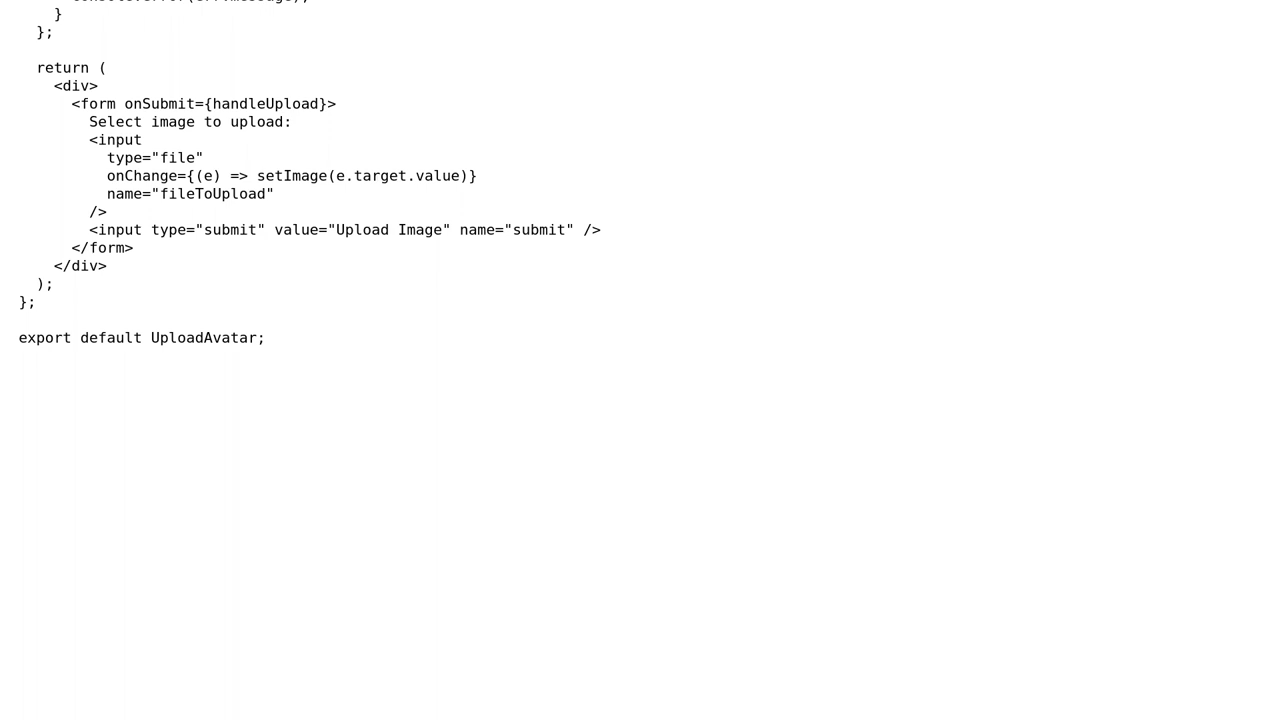 }
  };

  return (
    <div>
      <form onSubmit={handleUpload}>
        Select image to upload:
        <input
          type="file"
          onChange={(e) => setImage(e.target.value)}
          name="fileToUpload"
        />
        <input type="submit" value="Upload Image" name="submit" />
      </form>
    </div>
  );
};

export default UploadAvatar;